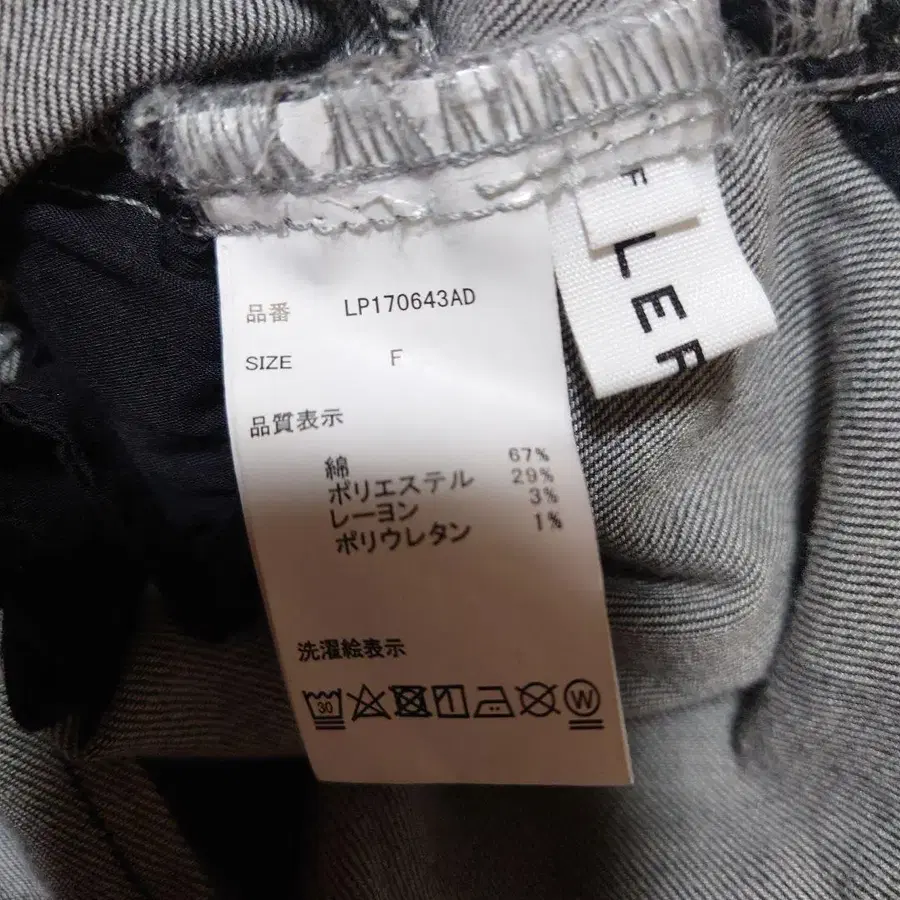 F
LER
品番 LP170643AD
SIZE F
品質表示
綿 67%
ポリエステル 29%
レーヨン 3%
ポリウレタン 1%
洗濯絵表示
30
W